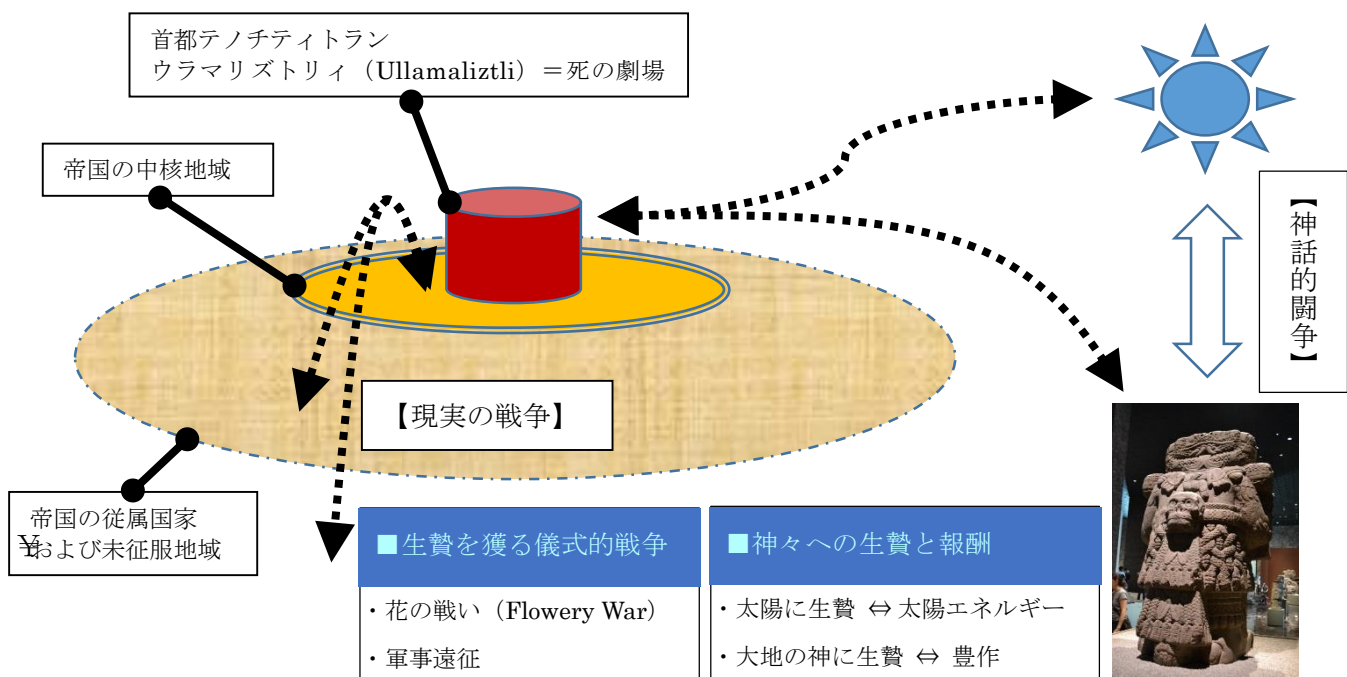 首都テノチティトラン
ウラマリズトリィ（Ullamaliztli）＝死の劇場
帝国の中核地域
【神話的闘争】
【現実の戦争】
帝国の従属国家
¥および未征服地域
■生贄を獲る儀式的戦争
・花の戦い（Flowery War）
・軍事遠征
■神々への生贄と報酬
・太陽に生贄 ⇔ 太陽エネルギー
・大地の神に生贄 ⇔ 豊作